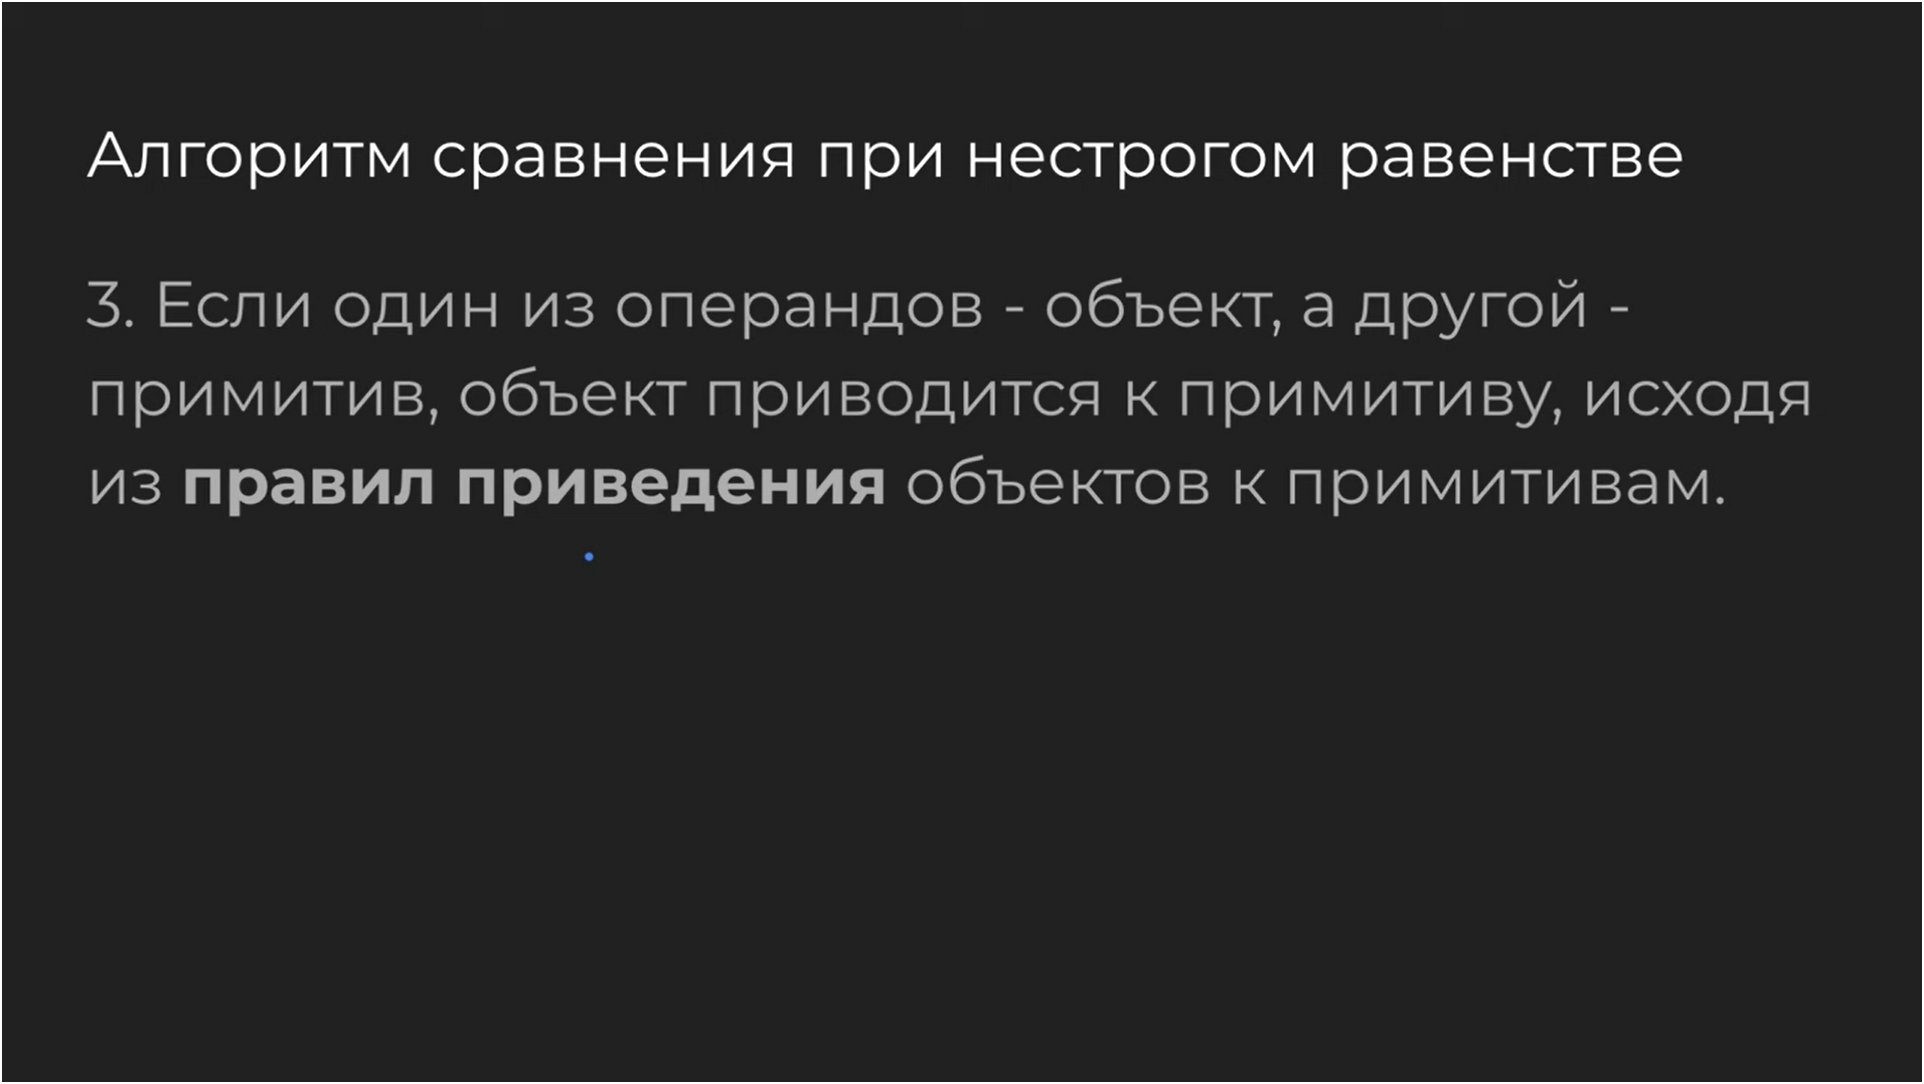 Алгоритм сравнения при нестрогом равенстве
3. Если один из операндов - объект, а другой -
примитив, объект приводится к примитиву, исходя
из правил приведения объектов к примитивам.